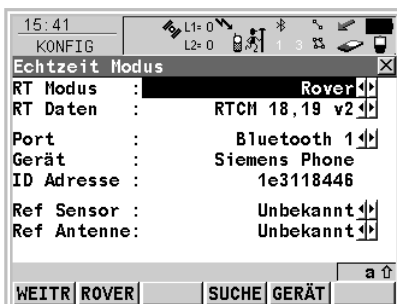 15:41
KONFIG
L1= 0
L2= 0
1 3
Echtzeit Modus
RT Modus : Rover
RT Daten : RTCM 18,19 v2
Port : Bluetooth 1
Gerät : Siemens Phone
ID Adresse : 1e3118446
Ref Sensor : Unbekannt
Ref Antenne: Unbekannt
a
WEITR ROVER SUCHE GERÄT